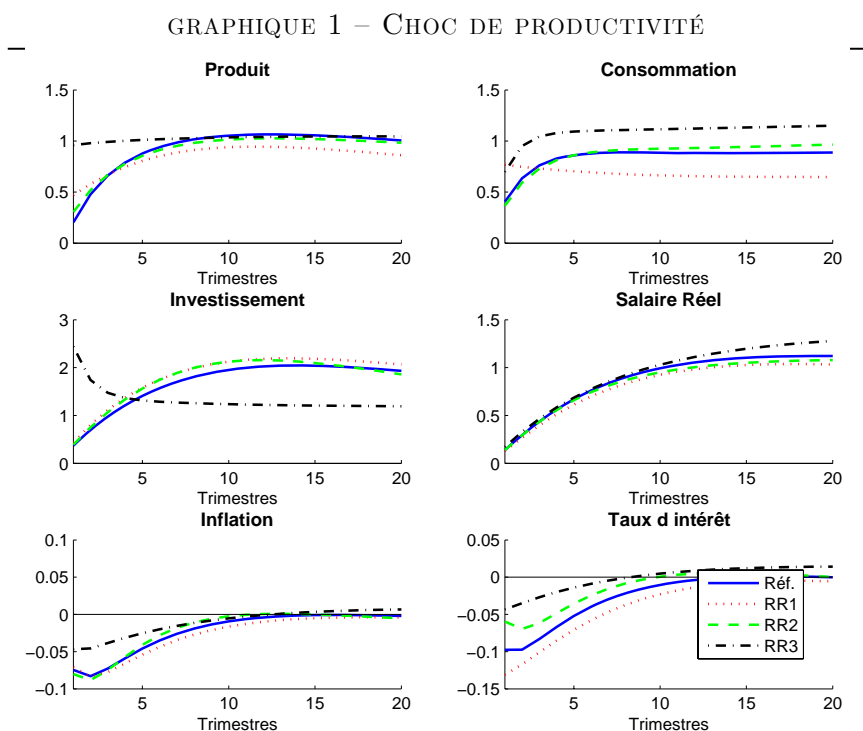 GRAPHIQUE 1 – CHOC DE PRODUCTIVITÉ
Produit
1.5
1
0.5
0
5
10
15
20
Trimestres
Consommation
1.5
1
0.5
0
5
10
15
20
Trimestres
Investissement
3
2
1
0
5
10
15
20
Trimestres
Salaire Réel
1.5
1
0.5
0
5
10
15
20
Trimestres
Inflation
0.1
0.05
0
−0.05
−0.1
5
10
15
20
Trimestres
Taux d intérêt
0.05
0
−0.05
−0.1
−0.15
5
10
15
20
Trimestres
Réf.
RR1
RR2
RR3